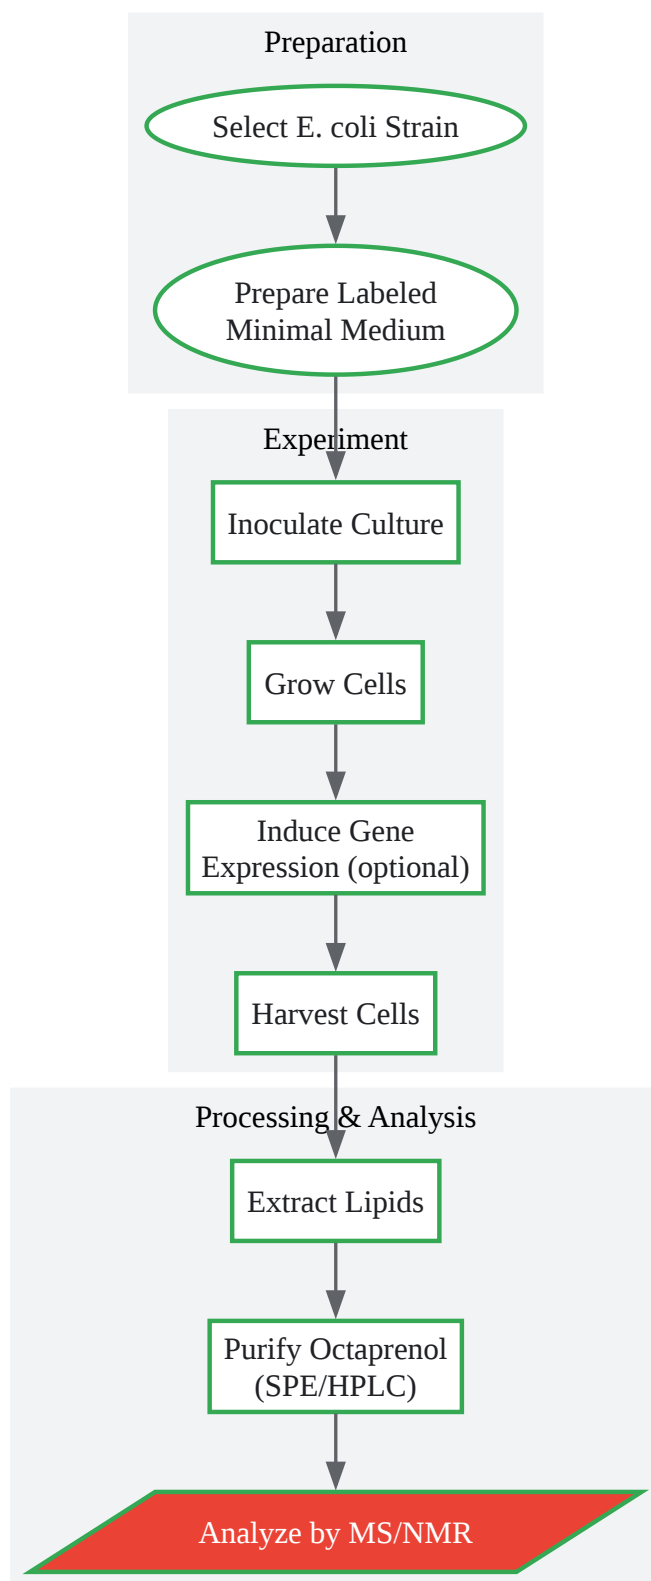 Preparation
Select E. coli Strain
Prepare Labeled
Minimal Medium
Experiment
Inoculate Culture
Grow Cells
Induce Gene
Expression (optional)
Harvest Cells
Processing & Analysis
Extract Lipids
Purify Octaprenol
(SPE/HPLC)
Analyze by MS/NMR